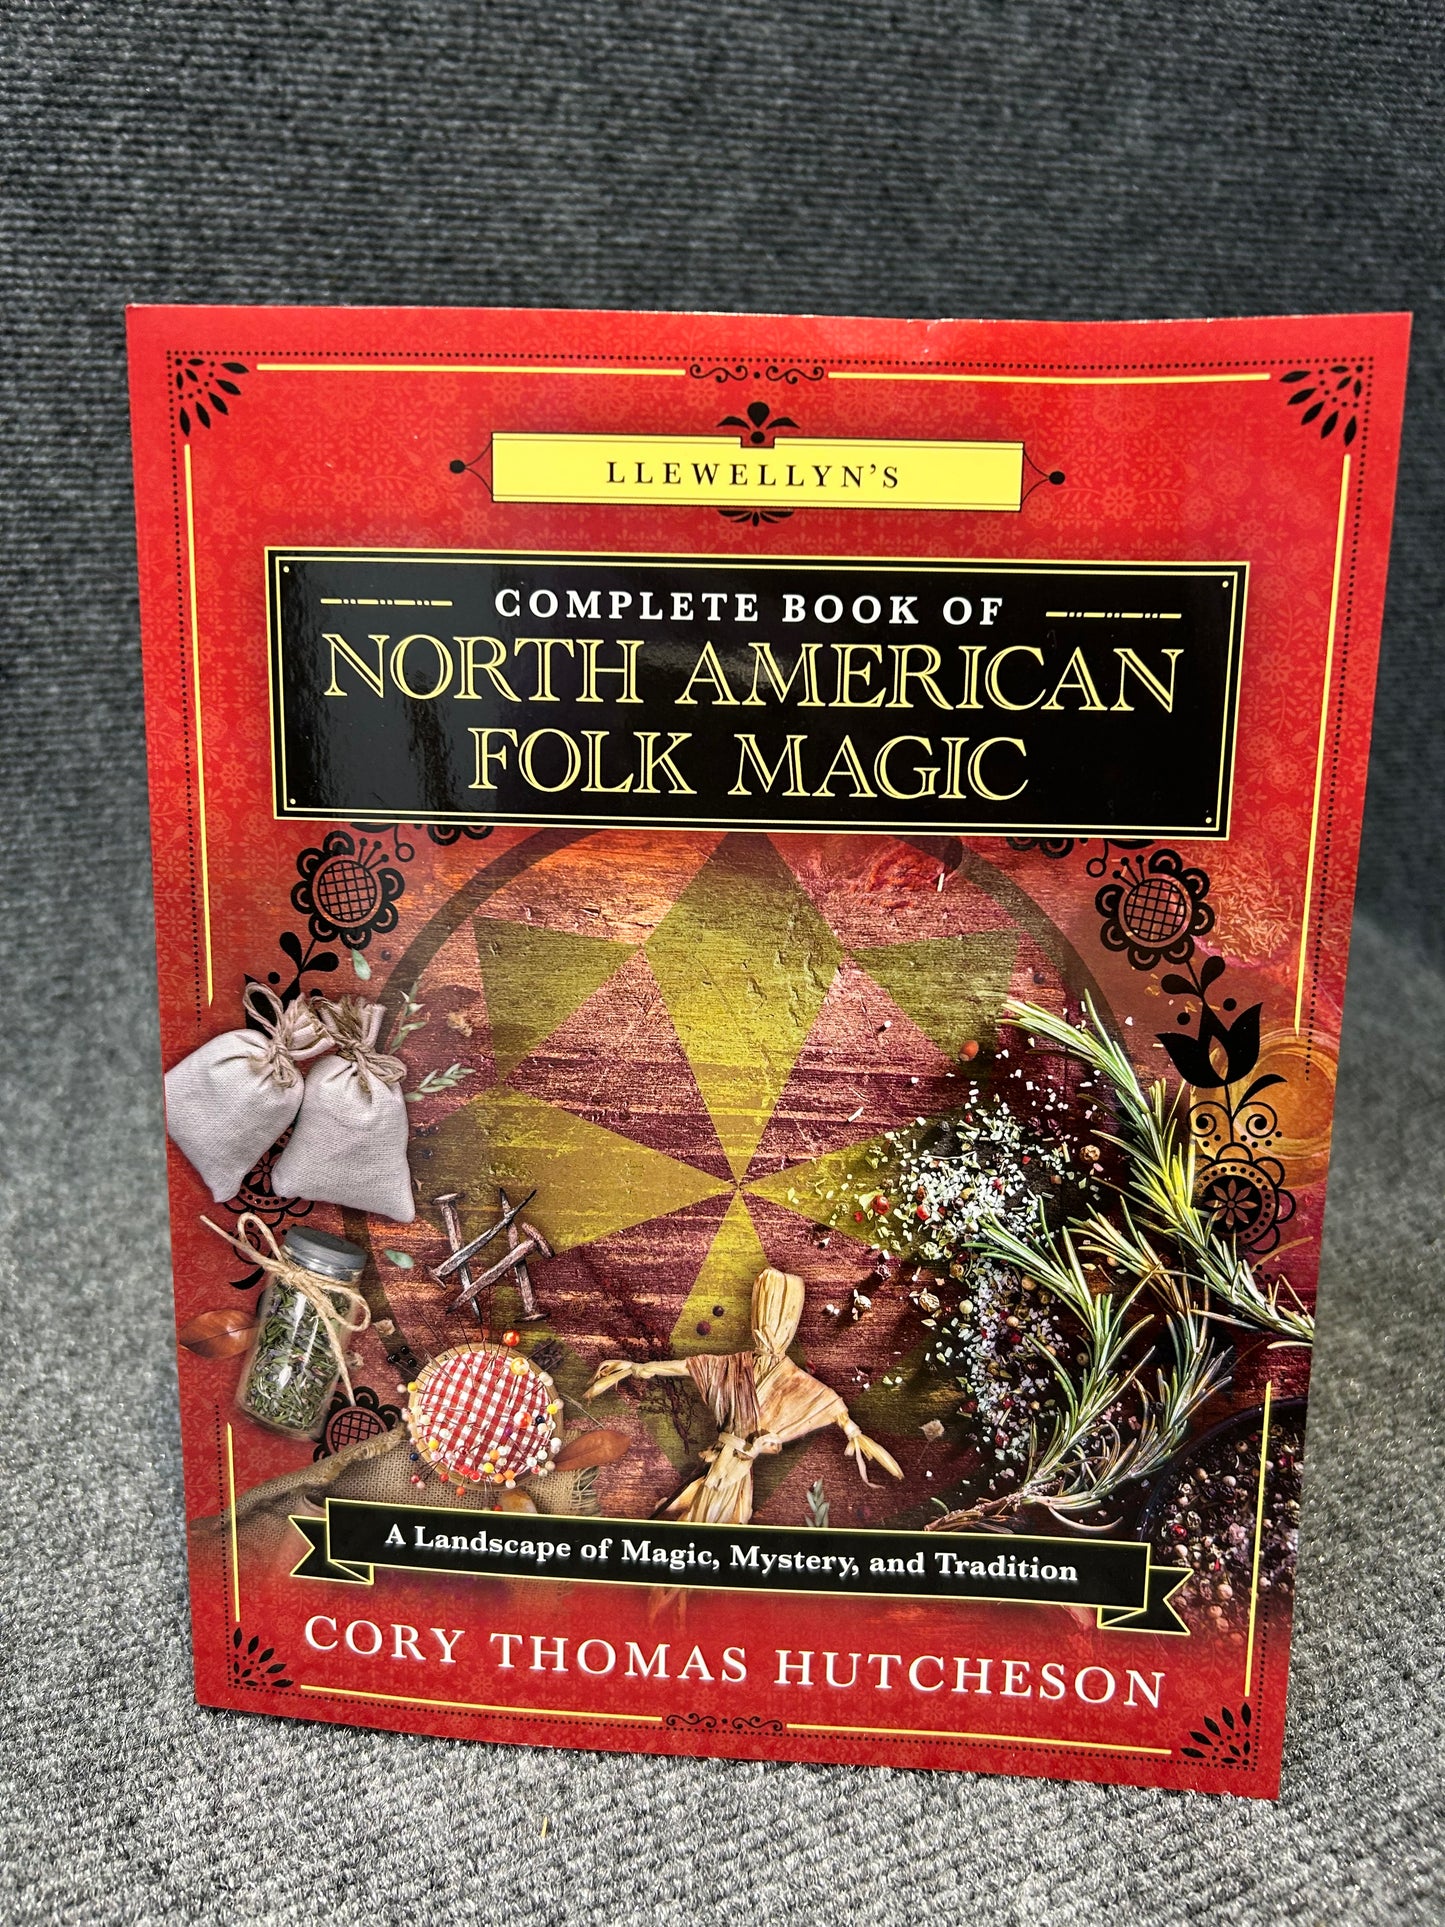 LLEWELLYN'S
COMPLETE BOOK OF
NORTH AMERICAN
FOLK MAGIC
A Landscape of Magic, Mystery, and Tradition
CORY THOMAS HUTCHESON